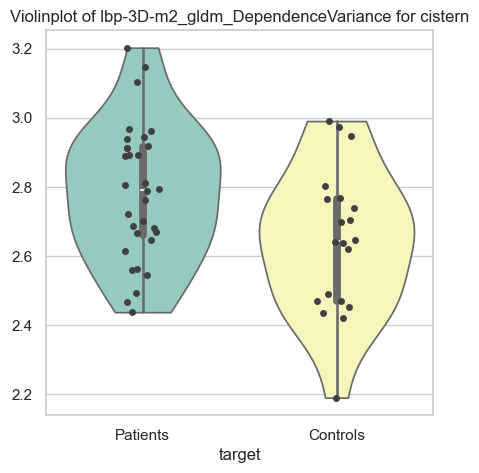 Violinplot of lbp-3D-m2_gldm_DependenceVariance for cistern
3.2
3.0
2.8
2.6
2.4
2.2
Patients
Controls
target